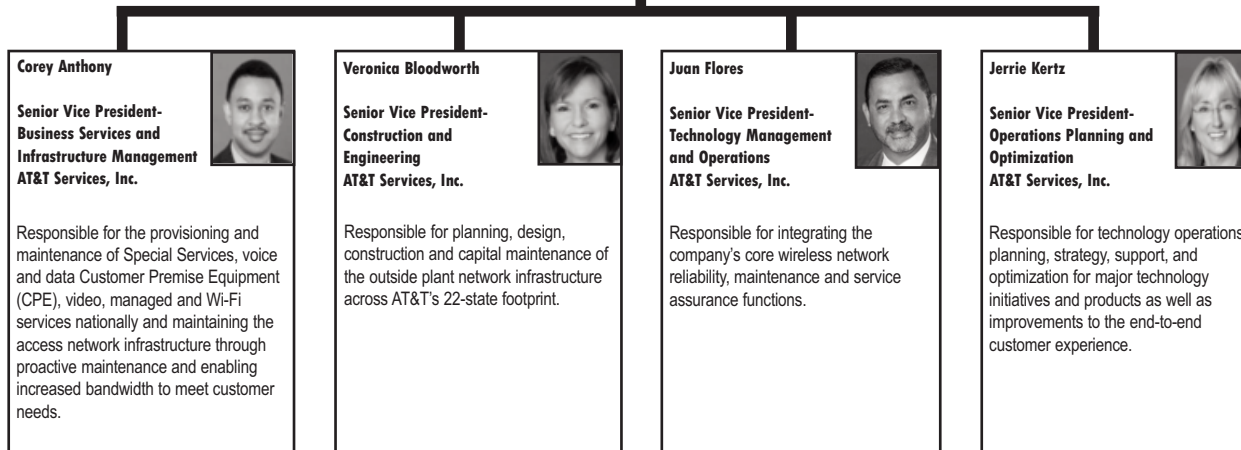 Corey Anthony
Senior Vice President-
Business Services and
Infrastructure Management
AT&T Services, Inc.
Responsible for the provisioning and
maintenance of Special Services, voice
and data Customer Premise Equipment
(CPE), video, managed and Wi-Fi
services nationally and maintaining the
access network infrastructure through
proactive maintenance and enabling
increased bandwidth to meet customer
needs.
Veronica Bloodworth
Senior Vice President-
Construction and
Engineering
AT&T Services, Inc.
Responsible for planning, design,
construction and capital maintenance of
the outside plant network infrastructure
across AT&T’s 22-state footprint.
Juan Flores
Senior Vice President-
Technology Management
and Operations
AT&T Services, Inc.
Responsible for integrating the
company’s core wireless network
reliability, maintenance and service
assurance functions.
Jerrie Kertz
Senior Vice President-
Operations Planning and
Optimization
AT&T Services, Inc.
Responsible for technology operations
planning, strategy, support, and
optimization for major technology
initiatives and products as well as
improvements to the end-to-end
customer experience.